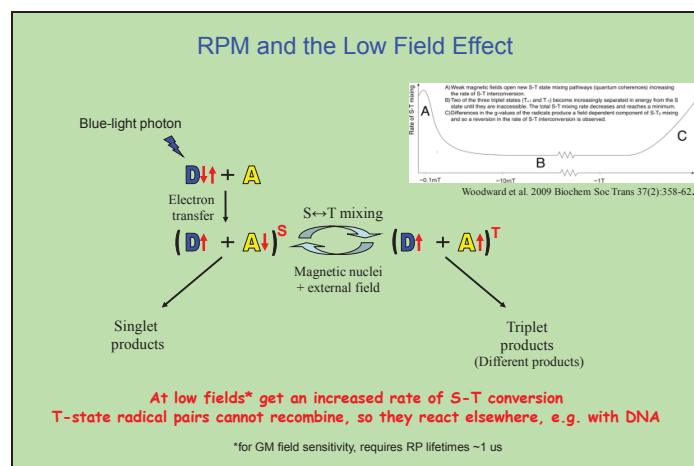 RPM and the Low Field Effect
A) Weak magnetic fields open new S-T state mixing pathways (quantum coherences) increasing
the rate of S-T interconversion.
B) Two of the three triplet states (T+1 and T-1) become increasingly separated in energy from the S
state until they are inaccessible. The total S-T mixing rate decreases and reaches a minimum.
C) Differences in the g-values of the radicals produce a field dependent component of S-T0 mixing
and so a reversion in the rate of S-T interconversion is observed.
Rate of S-T mixing
A
B
C
~0.1mT
~10mT
~1T
Woodward et al. 2009 Biochem Soc Trans 37(2):358-62.
Blue-light photon
D + A
Electron
transfer
S↔T mixing
(D + A)S
(D + A)T
Magnetic nuclei
+ external field
Singlet
products
Triplet
products
(Different products)
At low fields* get an increased rate of S-T conversion
T-state radical pairs cannot recombine, so they react elsewhere, e.g. with DNA
*for GM field sensitivity, requires RP lifetimes ~1 us